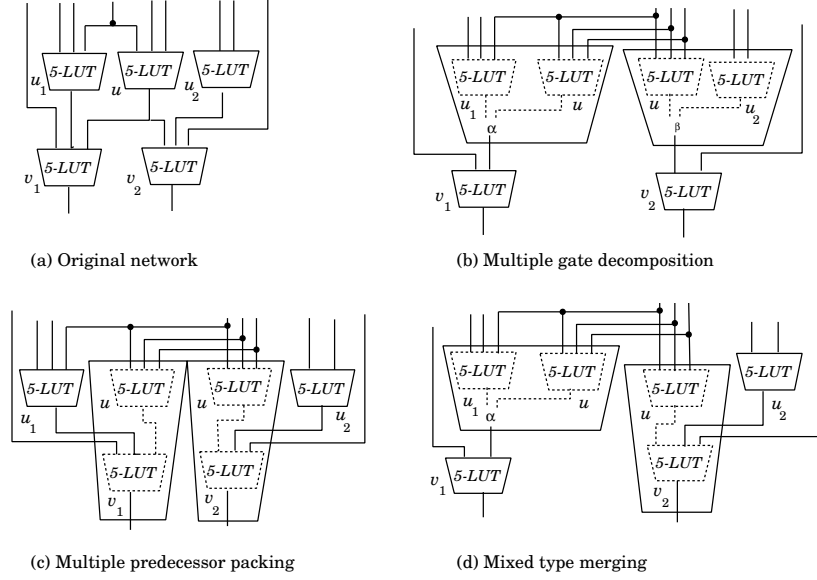 5-LUT 5-LUT 5-LUT
u1 u u2
5-LUT 5-LUT
v1 v2
(a) Original network
5-LUT 5-LUT 5-LUT 5-LUT
u1 u u u2
α β
5-LUT 5-LUT
v1 v2
(b) Multiple gate decomposition
5-LUT 5-LUT 5-LUT 5-LUT
u1 u u u2
5-LUT 5-LUT
v1 v2
(c) Multiple predecessor packing
5-LUT 5-LUT 5-LUT 5-LUT
u1 u u u2
α
5-LUT 5-LUT
v1 v2
(d) Mixed type merging